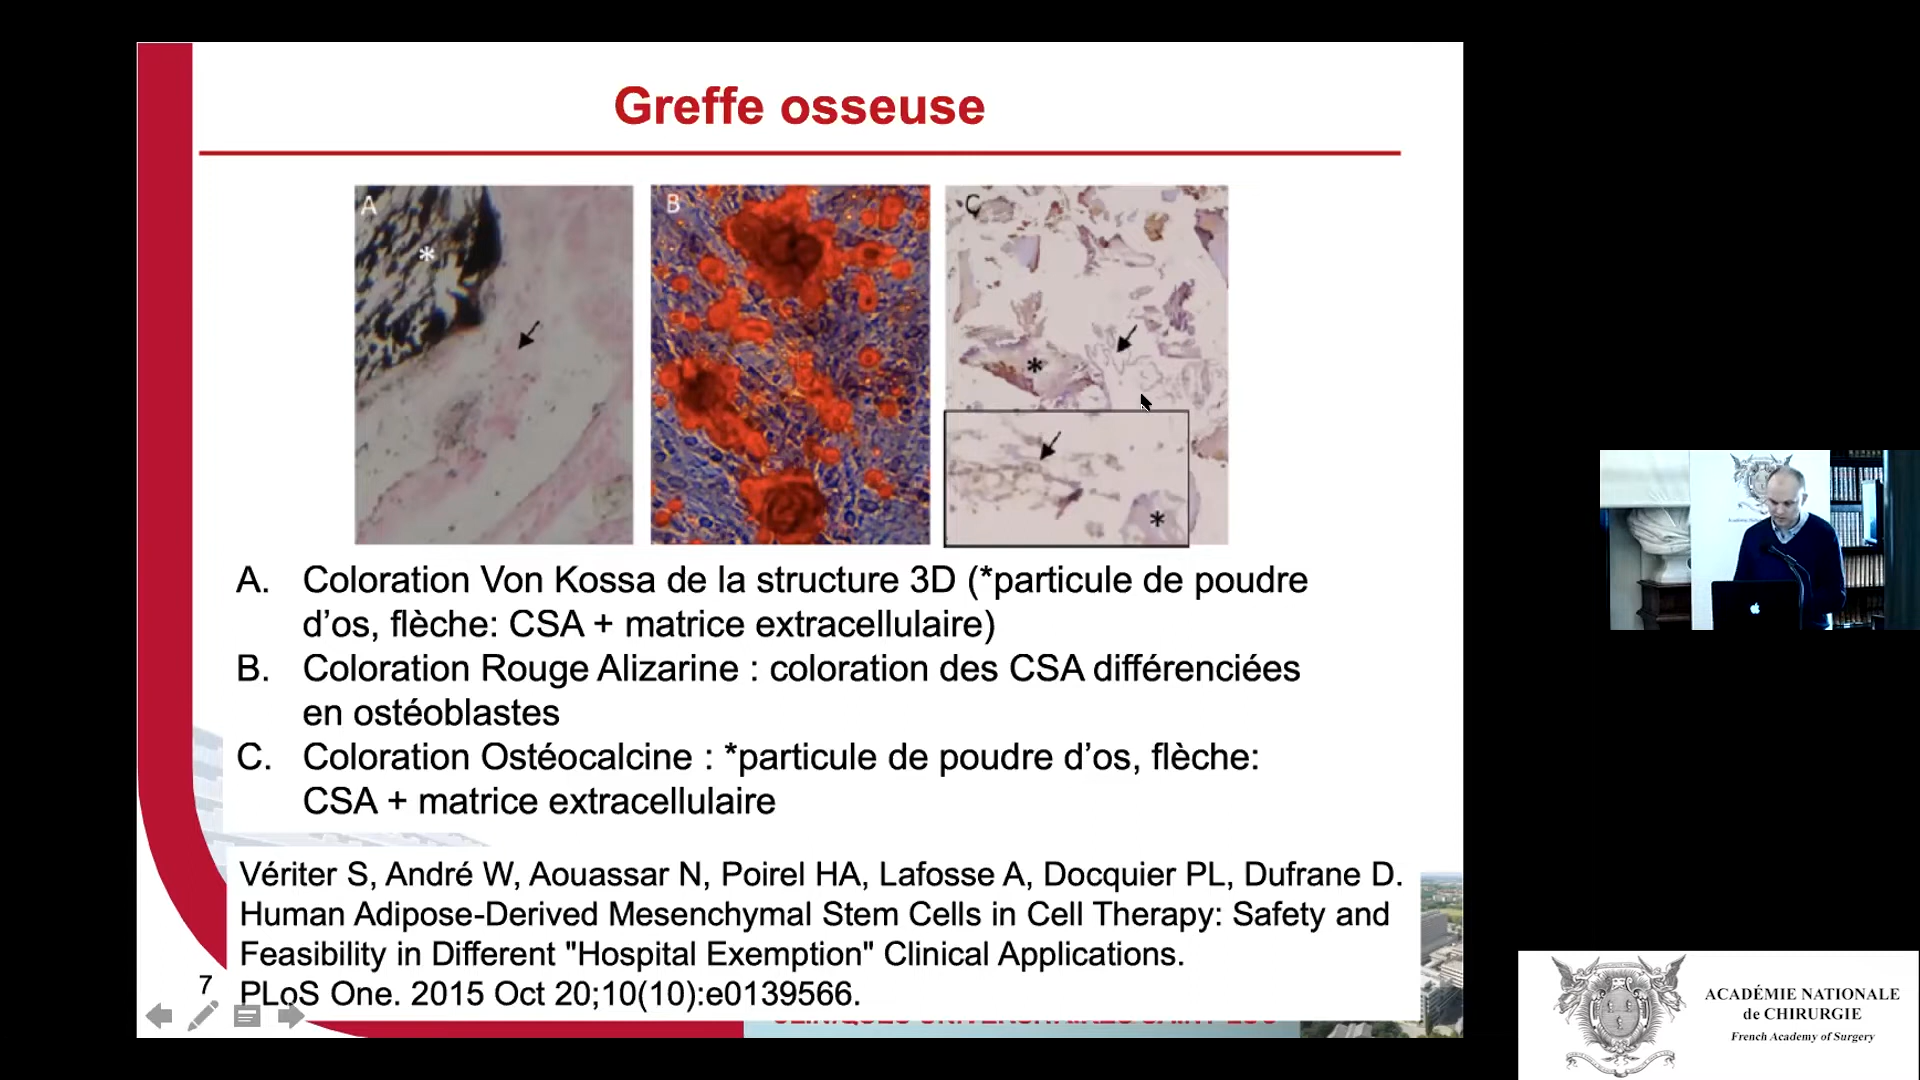 Greffe osseuse
A
B
C
*
*
*
A. Coloration Von Kossa de la structure 3D (*particule de poudre
d’os, flèche: CSA + matrice extracellulaire)
B. Coloration Rouge Alizarine : coloration des CSA différenciées
en ostéoblastes
C. Coloration Ostéocalcine : *particule de poudre d’os, flèche:
CSA + matrice extracellulaire
Vériter S, André W, Aouassar N, Poirel HA, Lafosse A, Docquier PL, Dufrane D.
Human Adipose-Derived Mesenchymal Stem Cells in Cell Therapy: Safety and
Feasibility in Different "Hospital Exemption" Clinical Applications.
PLoS One. 2015 Oct 20;10(10):e0139566.
7
CLINIQUES UNIVERSITAIRES SAINT-LUC
ACADÉMIE NATIONALE
de CHIRURGIE
French Academy of Surgery